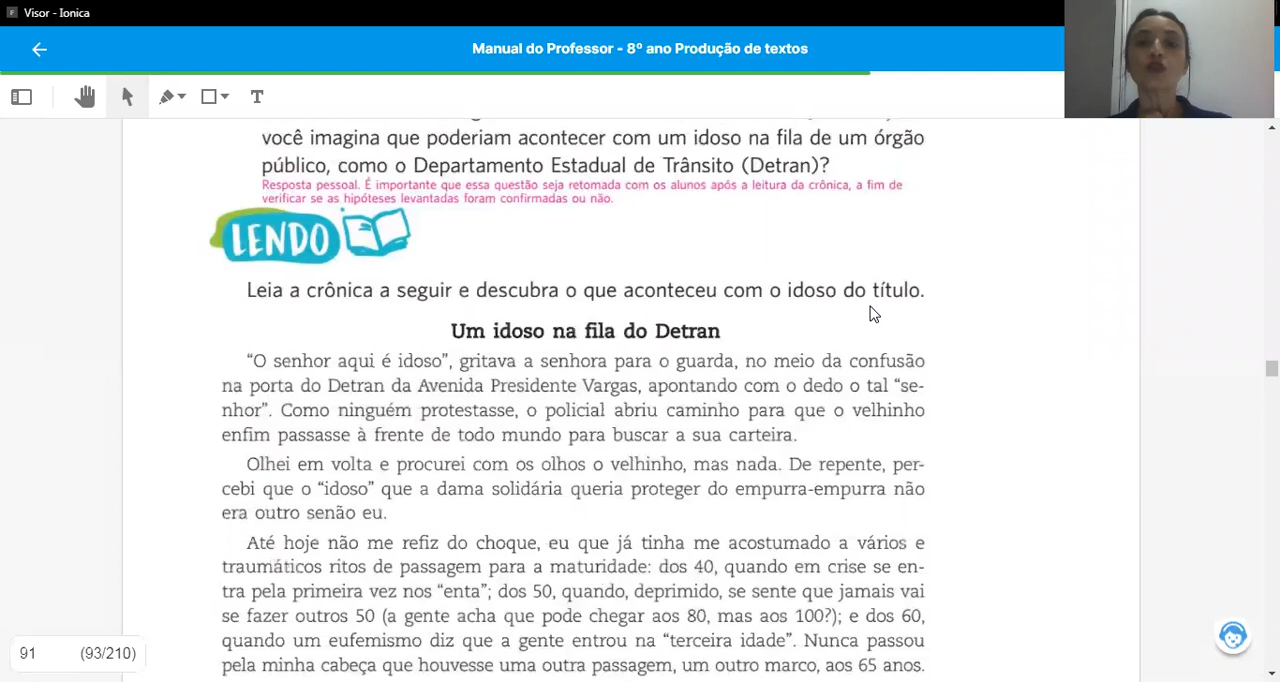 Visor - Ionica
Manual do Professor - 8º ano Produção de textos
T
você imagina que poderiam acontecer com um idoso na fila de um órgão
público, como o Departamento Estadual de Trânsito (Detran)?
Resposta pessoal. É importante que essa questão seja retomada com os alunos após a leitura da crônica, a fim de
verificar se as hipóteses levantadas foram confirmadas ou não.
LENDO
Leia a crônica a seguir e descubra o que aconteceu com o idoso do título.
Um idoso na fila do Detran
“O senhor aqui é idoso”, gritava a senhora para o guarda, no meio da confusão
na porta do Detran da Avenida Presidente Vargas, apontando com o dedo o tal “se-
nhor”. Como ninguém protestasse, o policial abriu caminho para que o velhinho
enfim passasse à frente de todo mundo para buscar a sua carteira.
Olhei em volta e procurei com os olhos o velhinho, mas nada. De repente, per-
cebi que o “idoso” que a dama solidária queria proteger do empurra-empurra não
era outro senão eu.
Até hoje não me refiz do choque, eu que já tinha me acostumado a vários e
traumáticos ritos de passagem para a maturidade: dos 40, quando em crise se en-
tra pela primeira vez nos “enta”; dos 50, quando, deprimido, se sente que jamais vai
se fazer outros 50 (a gente acha que pode chegar aos 80, mas aos 100?); e dos 60,
quando um eufemismo diz que a gente entrou na “terceira idade”. Nunca passou
pela minha cabeça que houvesse uma outra passagem, um outro marco, aos 65 anos.
91 (93/210)